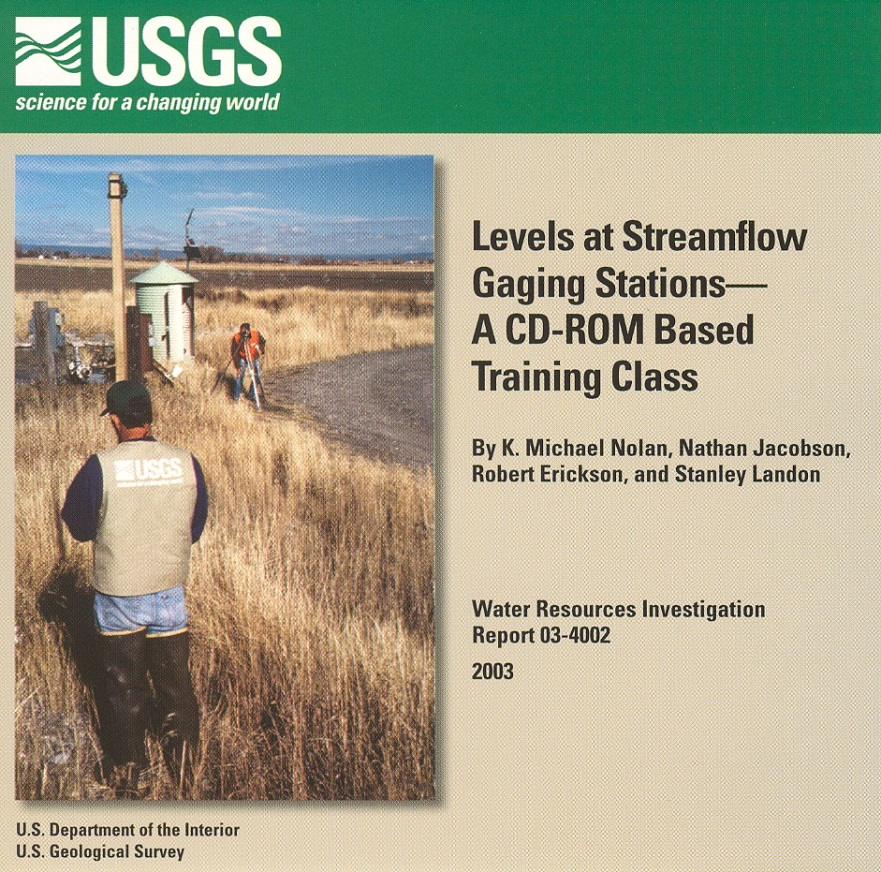 USGS
science for a changing world
Levels at Streamflow
Gaging Stations—
A CD-ROM Based
Training Class
By K. Michael Nolan, Nathan Jacobson,
Robert Erickson, and Stanley Landon
USGS
Water Resources Investigation
Report 03-4002
2003
U.S. Department of the Interior
U.S. Geological Survey